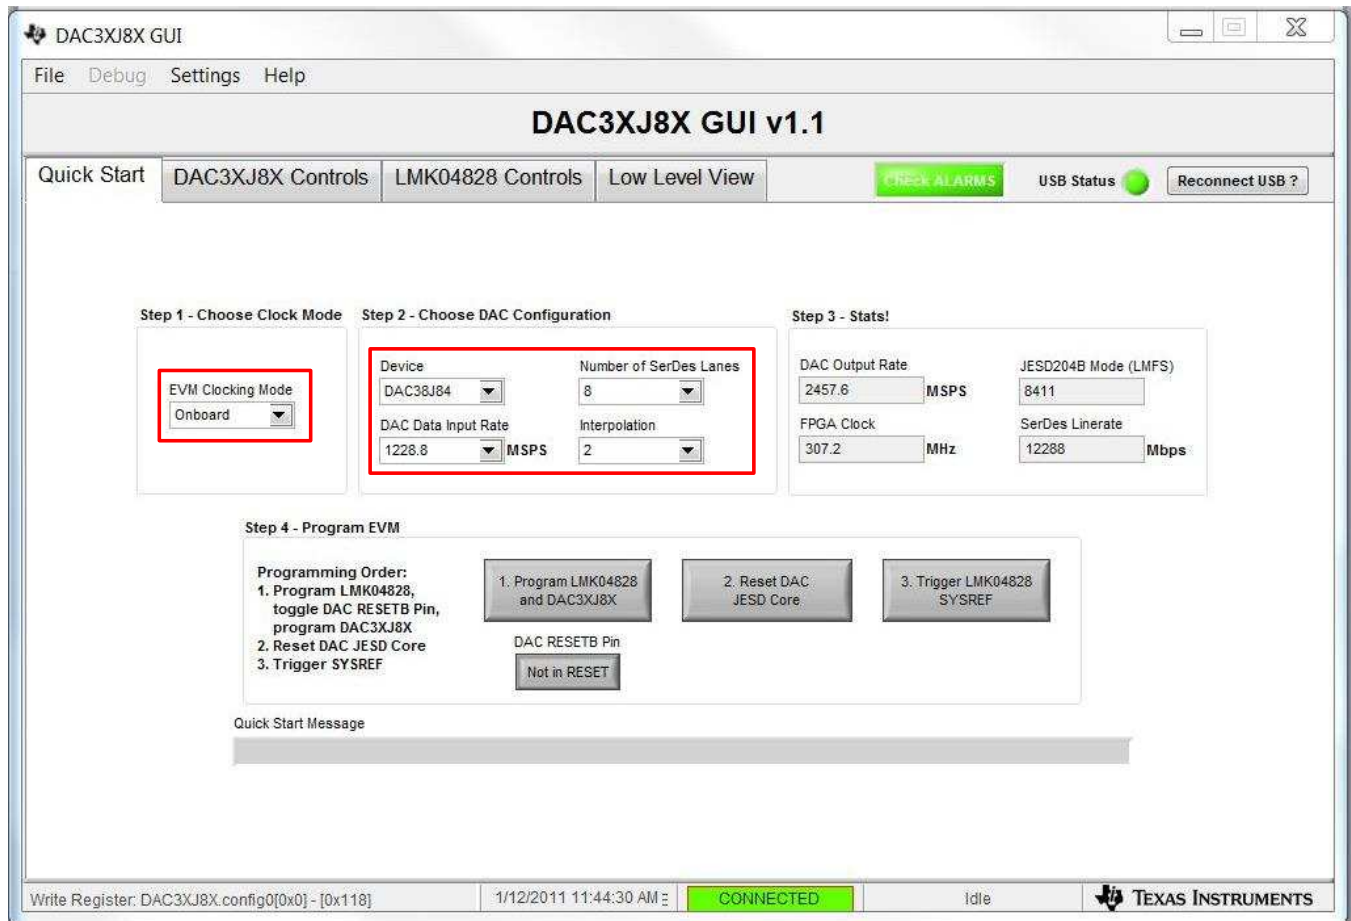 DAC3XJ8X GUI
File Debug Settings Help
DAC3XJ8X GUI v1.1
Quick Start DAC3XJ8X Controls LMK04828 Controls Low Level View Check ALARMS USB Status Reconnect USB ?
Step 1 - Choose Clock Mode
EVM Clocking Mode
Onboard
Step 2 - Choose DAC Configuration
Device
DAC38J84
Number of SerDes Lanes
8
DAC Data Input Rate
1228.8 MSPS
Interpolation
2
Step 3 - Stats!
DAC Output Rate
2457.6 MSPS
JESD204B Mode (LMFS)
8411
FPGA Clock
307.2 MHz
SerDes Linerate
12288 Mbps
Step 4 - Program EVM
Programming Order:
1. Program LMK04828,
toggle DAC RESETB Pin,
program DAC3XJ8X
2. Reset DAC JESD Core
3. Trigger SYSREF
1. Program LMK04828
and DAC3XJ8X
2. Reset DAC
JESD Core
3. Trigger LMK04828
SYSREF
DAC RESETB Pin
Not in RESET
Quick Start Message
Write Register: DAC3XJ8X.config0[0x0] - [0x118] 1/12/2011 11:44:30 AM CONNECTED Idle TEXAS INSTRUMENTS